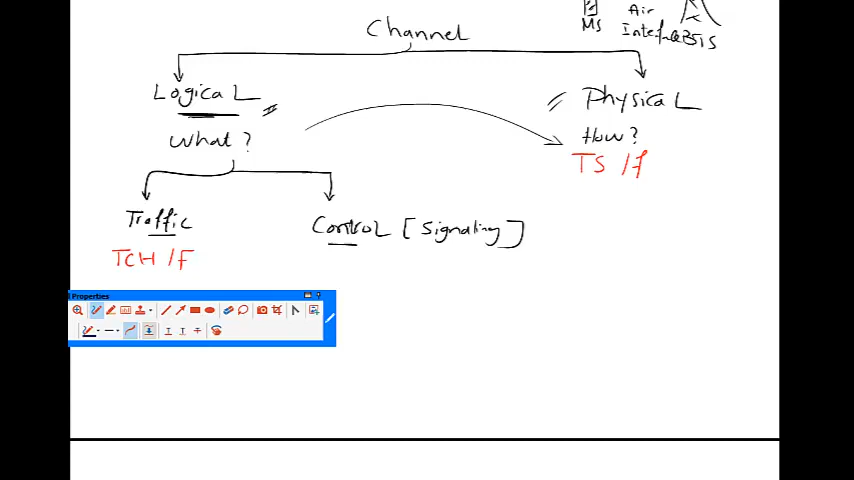 Air
MS
Interface
BTS
Channel
Logical
Physical
What?
How?
TS /f
Traffic
Control [Signaling]
TCH /F
Properties